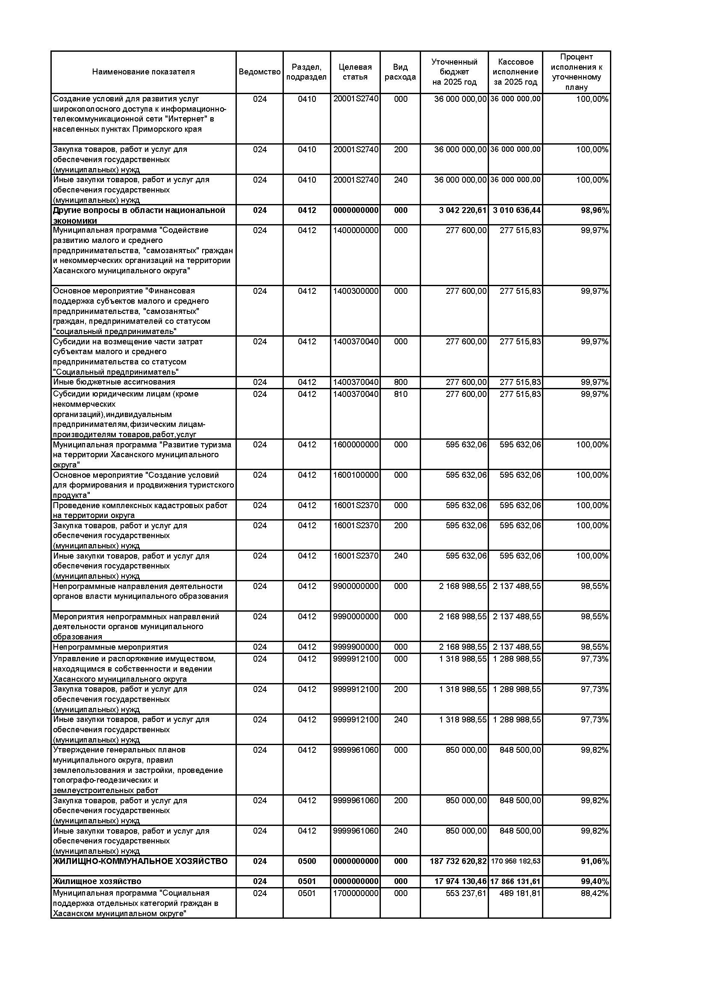 Наименование показателя Ведомство Раздел, подраздел Целевая статья Вид расхода Уточненный бюджет на 2025 год Кассовое исполнение за 2025 год Процент исполнения к уточненному плану
Создание условий для развития услуг 024 0410 20001S2740 000 36 000 000,00 36 000 000,00 100,00%
широкополосного доступа к информационно-
телекоммуникационной сети "Интернет" в
населенных пунктах Приморского края
Закупка товаров, работ и услуг для 024 0410 20001S2740 200 36 000 000,00 36 000 000,00 100,00%
обеспечения государственных
(муниципальных) нужд
Иные закупки товаров, работ и услуг для 024 0410 20001S2740 240 36 000 000,00 36 000 000,00 100,00%
обеспечения государственных
(муниципальных) нужд
Другие вопросы в области национальной 024 0412 0000000000 000 3 042 220,61 3 010 636,44 98,96%
экономики
Муниципальная программа "Содействие 024 0412 1400000000 000 277 600,00 277 515,83 99,97%
развитию малого и среднего
предпринимательства, "самозанятых" граждан
и некоммерческих организаций на территории
Хасанского муниципального округа"
Основное мероприятие "Финансовая 024 0412 1400300000 000 277 600,00 277 515,83 99,97%
поддержка субъектов малого и среднего
предпринимательства, "самозанятых"
граждан, предпринимателей со статусом
"социальный предприниматель"
Субсидии на возмещение части затрат 024 0412 1400370040 000 277 600,00 277 515,83 99,97%
субъектам малого и среднего
предпринимательства со статусом
"Социальный предприниматель"
Иные бюджетные ассигнования 024 0412 1400370040 800 277 600,00 277 515,83 99,97%
Субсидии юридическим лицам (кроме 024 0412 1400370040 810 277 600,00 277 515,83 99,97%
некоммерческих
организаций),индивидуальным
предпринимателям,физическим лицам-
производителям товаров,работ,услуг
Муниципальная программа "Развитие туризма 024 0412 1600000000 000 595 632,06 595 632,06 100,00%
на территории Хасанского муниципального
округа"
Основное мероприятие "Создание условий 024 0412 1600100000 000 595 632,06 595 632,06 100,00%
для формирования и продвижения туристского
продукта"
Проведение комплексных кадастровых работ 024 0412 16001S2370 000 595 632,06 595 632,06 100,00%
на территории округа
Закупка товаров, работ и услуг для 024 0412 16001S2370 200 595 632,06 595 632,06 100,00%
обеспечения государственных
(муниципальных) нужд
Иные закупки товаров, работ и услуг для 024 0412 16001S2370 240 595 632,06 595 632,06 100,00%
обеспечения государственных
(муниципальных) нужд
Непрограммные направления деятельности 024 0412 9900000000 000 2 168 988,55 2 137 488,55 98,55%
органов власти муниципального образования
Мероприятия непрограммных направлений 024 0412 9990000000 000 2 168 988,55 2 137 488,55 98,55%
деятельности органов муниципального
образования
Непрограммные мероприятия 024 0412 9999900000 000 2 168 988,55 2 137 488,55 98,55%
Управление и распоряжение имуществом, 024 0412 9999912100 000 1 318 988,55 1 288 988,55 97,73%
находящимся в собственности и ведении
Хасанского муниципального округа
Закупка товаров, работ и услуг для 024 0412 9999912100 200 1 318 988,55 1 288 988,55 97,73%
обеспечения государственных
(муниципальных) нужд
Иные закупки товаров, работ и услуг для 024 0412 9999912100 240 1 318 988,55 1 288 988,55 97,73%
обеспечения государственных
(муниципальных) нужд
Утверждение генеральных планов 024 0412 9999961060 000 850 000,00 848 500,00 99,82%
муниципального округа, правил
землепользования и застройки, проведение
топографо-геодезических и
землеустроительных работ
Закупка товаров, работ и услуг для 024 0412 9999961060 200 850 000,00 848 500,00 99,82%
обеспечения государственных
(муниципальных) нужд
Иные закупки товаров, работ и услуг для 024 0412 9999961060 240 850 000,00 848 500,00 99,82%
обеспечения государственных
(муниципальных) нужд
ЖИЛИЩНО-КОММУНАЛЬНОЕ ХОЗЯЙСТВО 024 0500 0000000000 000 187 732 620,82 170 958 182,53 91,06%
Жилищное хозяйство 024 0501 0000000000 000 17 974 130,46 17 866 131,61 99,40%
Муниципальная программа "Социальная 024 0501 1700000000 000 553 237,61 489 181,81 88,42%
поддержка отдельных категорий граждан в
Хасанском муниципальном округе"